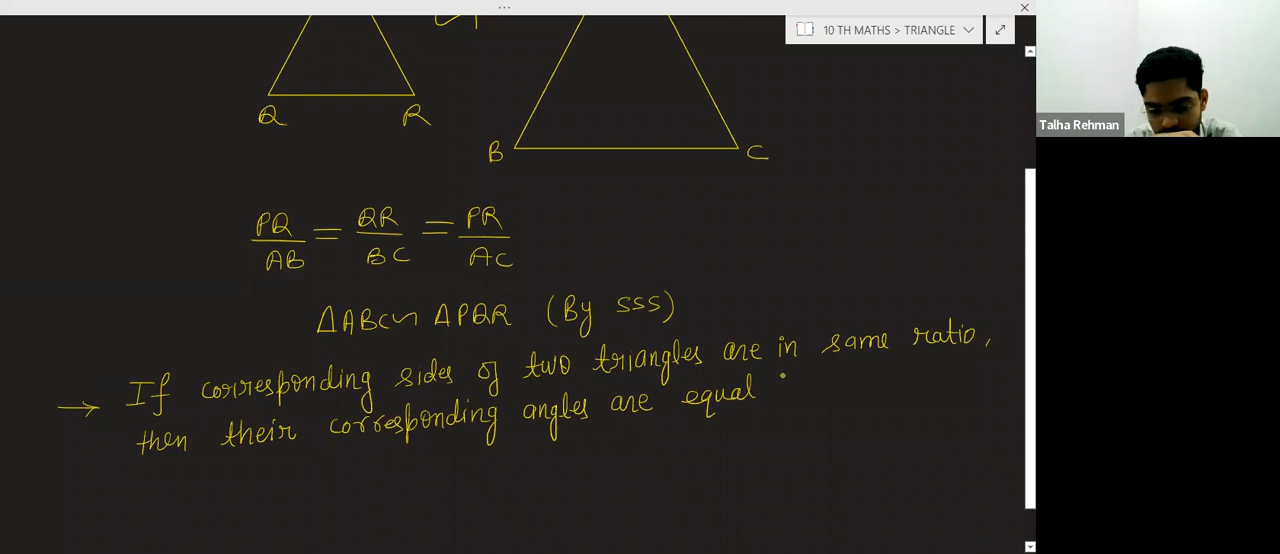 10 TH MATHS > TRIANGLE
Talha Rehman
Q R
B C
PQ/AB = QR/BC = PR/AC
ΔABC ~ ΔPQR (By SSS)
→ If corresponding sides of two triangles are in same ratio,
then their corresponding angles are equal